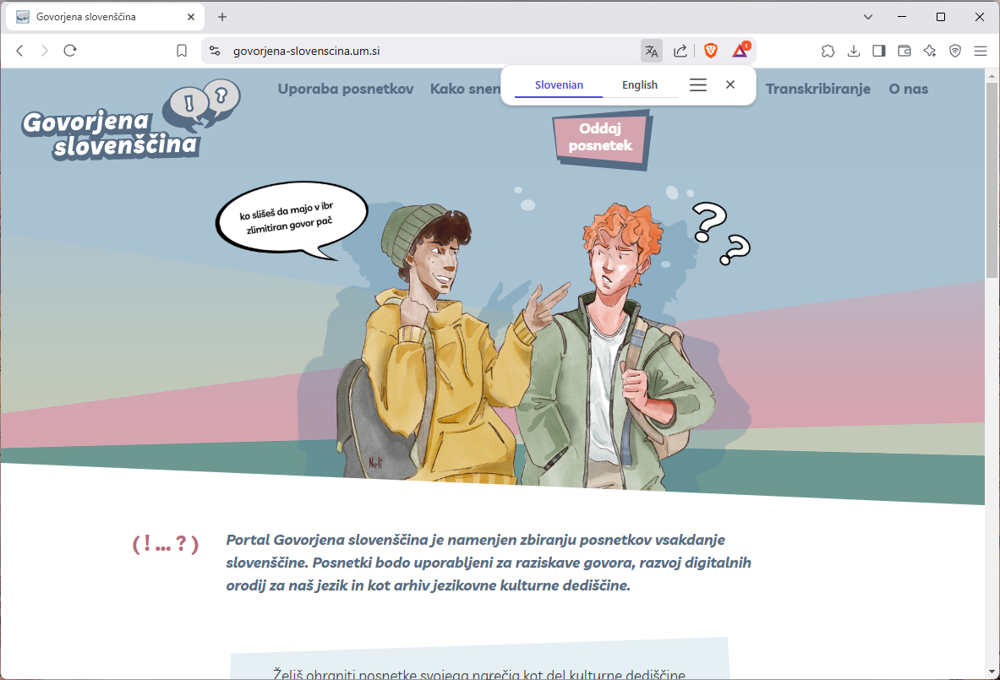 Govorjena slovenščina
govorjena-slovenscina.um.si
1
Slovenian
English
! ?
Govorjena
slovenščina
Uporaba posnetkov
Kako
Transkribiranje
O nas
Oddaj
posnetek
ko slišeš da majo v ibr
zlimitiran govor pač
? ?
Neli
( ! ... ? )
Portal Govorjena slovenščina je namenjen zbiranju posnetkov vsakdanje
slovenščine. Posnetki bodo uporabljeni za raziskave govora, razvoj digitalnih
orodij za naš jezik in kot arhiv jezikovne kulturne dediščine.
Želiš ohraniti posnetke svojega narečja kot del kulturne dediščine